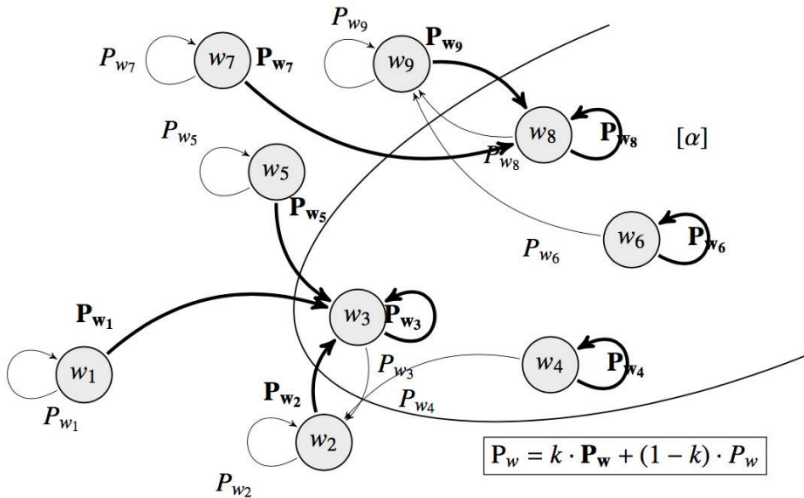 P_{w_9} **P_{w_9}**
P_{w_7} w_7 **P_{w_7}** w_9
w_8 **P_{w_8}** [α]
P_{w_5} P_{w_8}
w_5
**P_{w_5}**
w_6 **P_{w_6}**
P_{w_6}
**P_{w_1}** w_3 **P_{w_3}**
P_{w_3} w_4 **P_{w_4}**
w_1 **P_{w_2}** P_{w_4}
P_{w_1}
w_2 P_w = k · **P_w** + (1 − k) · P_w
P_{w_2}